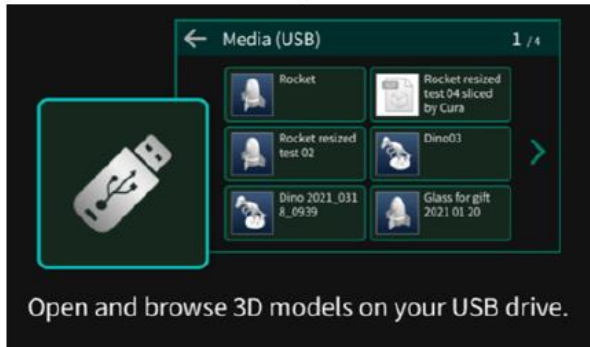 Media (USB)
1 / 4
Rocket
Rocket resized
test 04 sliced
by Cura
Rocket resized
test 02
Dino03
Dino 2021_031
8_0939
Glass for gift
2021 01 20
Open and browse 3D models on your USB drive.